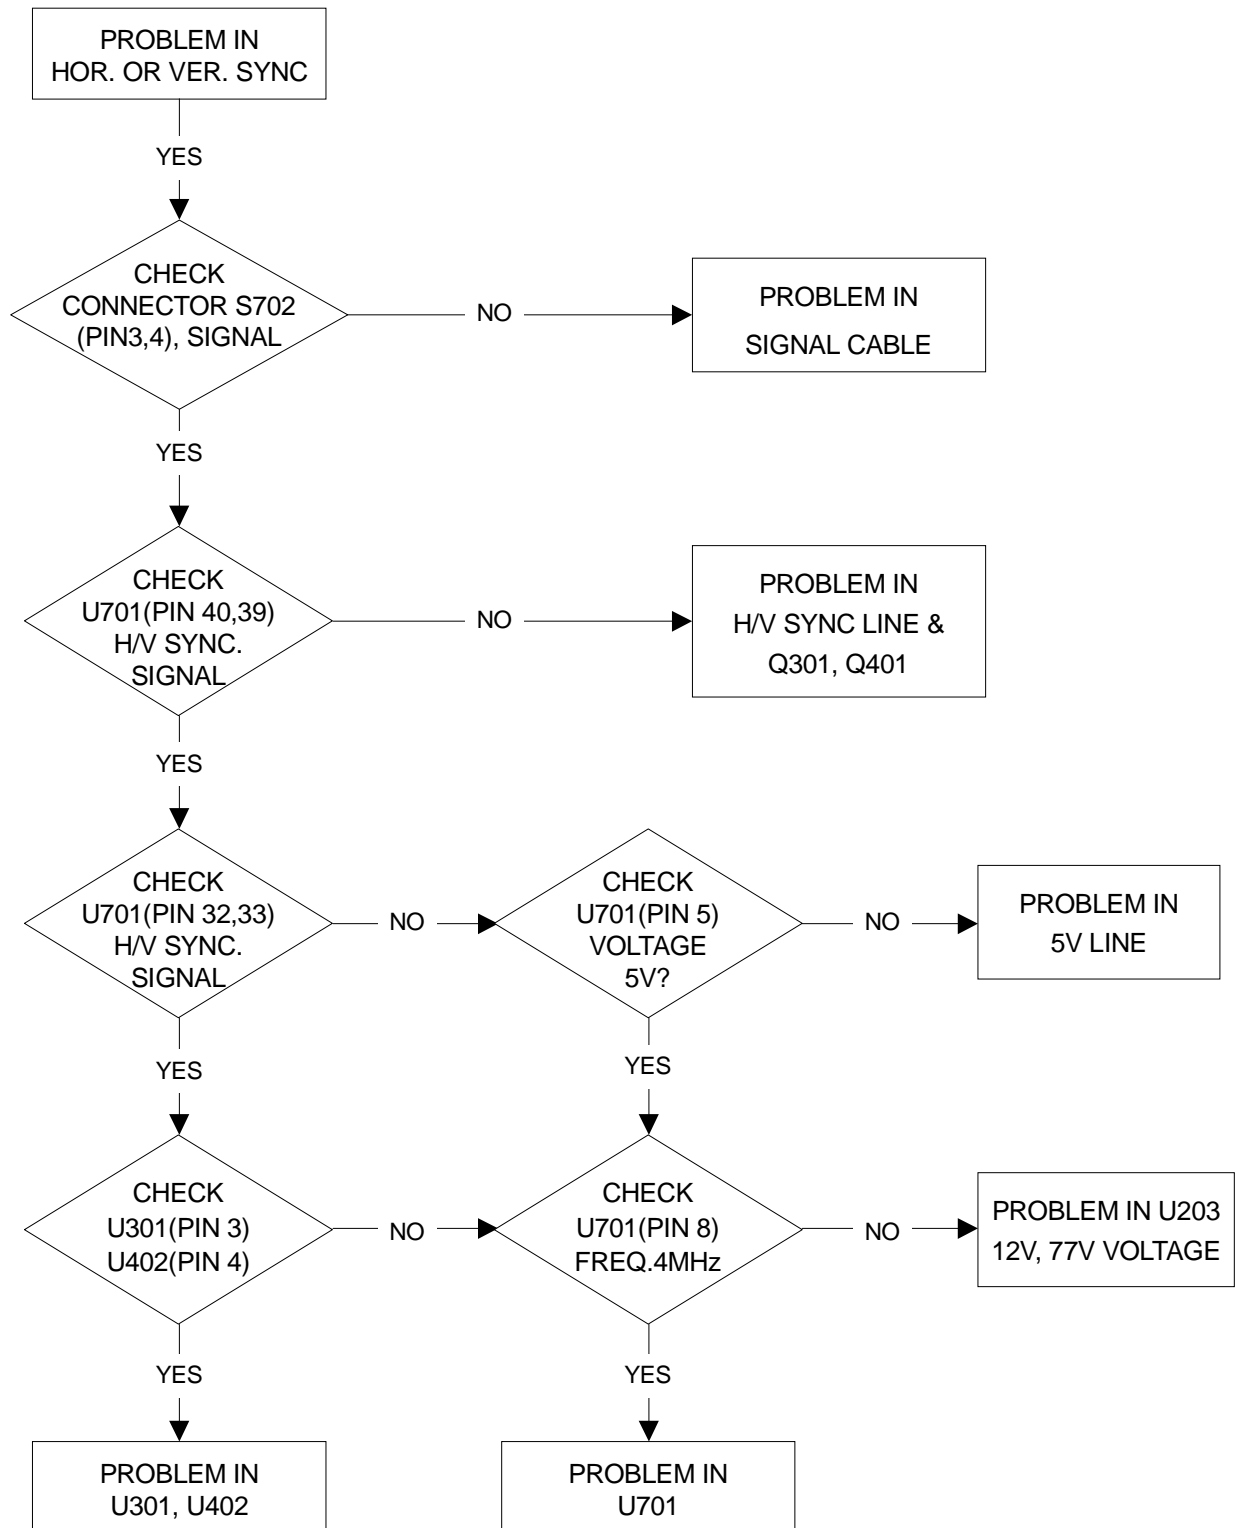 PROBLEM IN
HOR. OR VER. SYNC
YES
CHECK
CONNECTOR S702
(PIN3,4), SIGNAL
NO
PROBLEM IN
SIGNAL CABLE
YES
CHECK
U701(PIN 40,39)
H/V SYNC.
SIGNAL
NO
PROBLEM IN
H/V SYNC LINE &
Q301, Q401
YES
CHECK
U701(PIN 32,33)
H/V SYNC.
SIGNAL
NO
CHECK
U701(PIN 5)
VOLTAGE
5V?
NO
PROBLEM IN
5V LINE
YES
YES
CHECK
U301(PIN 3)
U402(PIN 4)
NO
CHECK
U701(PIN 8)
FREQ.4MHz
NO
PROBLEM IN U203
12V, 77V VOLTAGE
YES
YES
PROBLEM IN
U301, U402
PROBLEM IN
U701